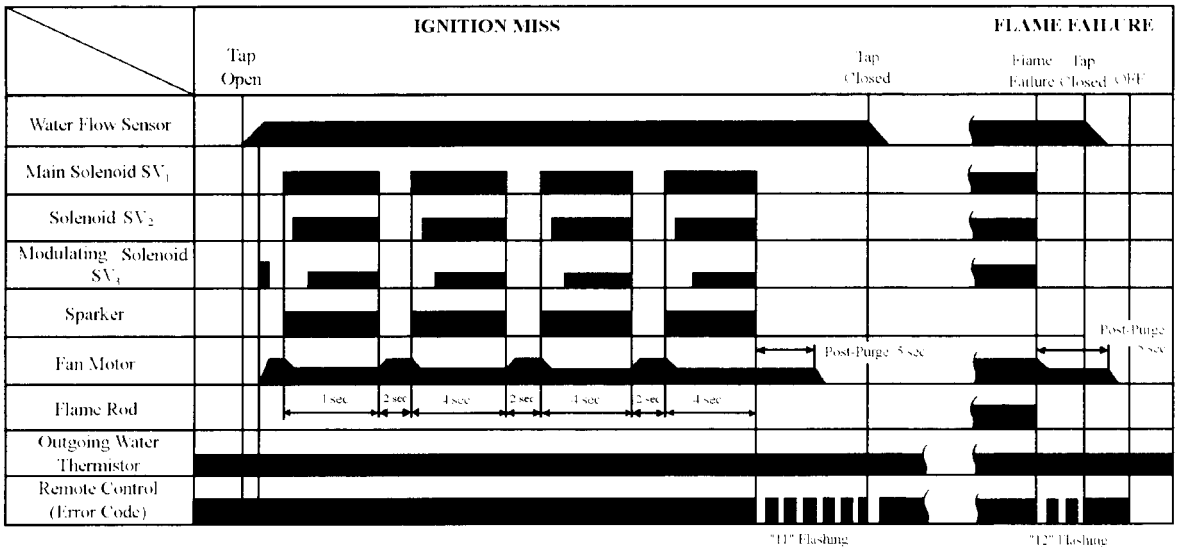 IGNITION MISS
FLAME FAILURE
Tap
Open
Tap
Closed
Flame
Failure
Tap
Closed
OFF
Water Flow Sensor
Main Solenoid SV₁
Solenoid SV₂
Modulating Solenoid
Sparker
Fan Motor
Post-Purge 5 sec
Post-Purge
5 sec
Flame Rod
2 sec
4 sec
2 sec
4 sec
2 sec
4 sec
Outgoing Water
Thermistor
Remote Control
(Error Code)
"11" Flashing
"12" Flashing